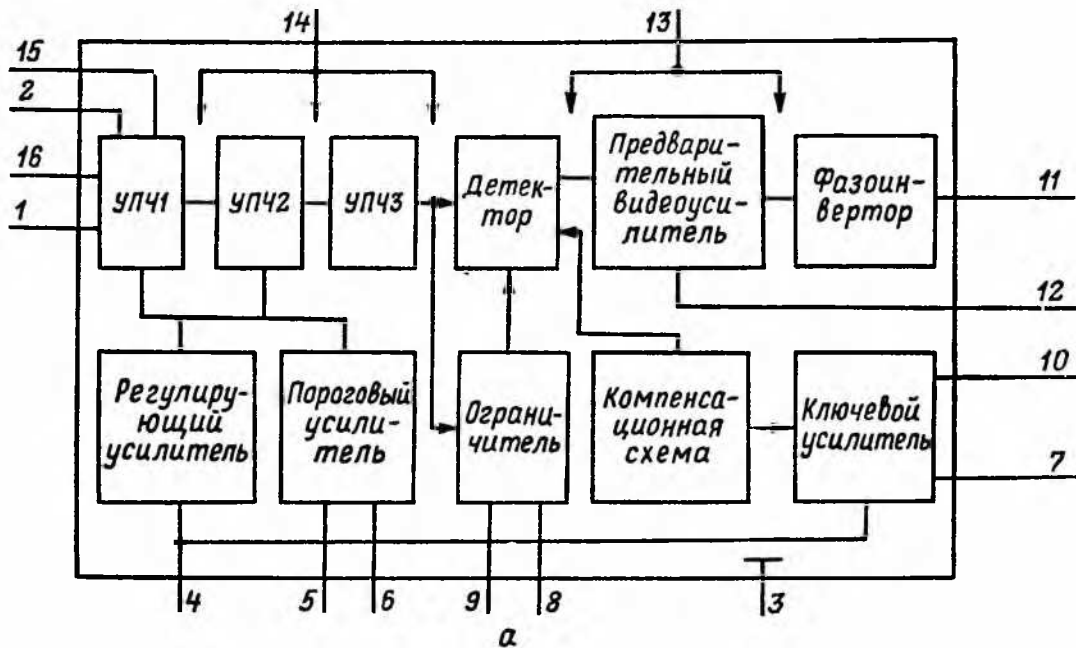 14
13
15
2
16
1
УПЧ1
УПЧ2
УПЧ3
Детек-
тор
Предвари-
тельный
видеоуси-
литель
Фазоин-
вертор
11
12
10
7
Регулиру-
ющий
усилитель
Пороговый
усили-
тель
Ограни-
читель
Компенса-
ционная
схема
Ключевой
усилитель
4
5
6
9
8
3
а